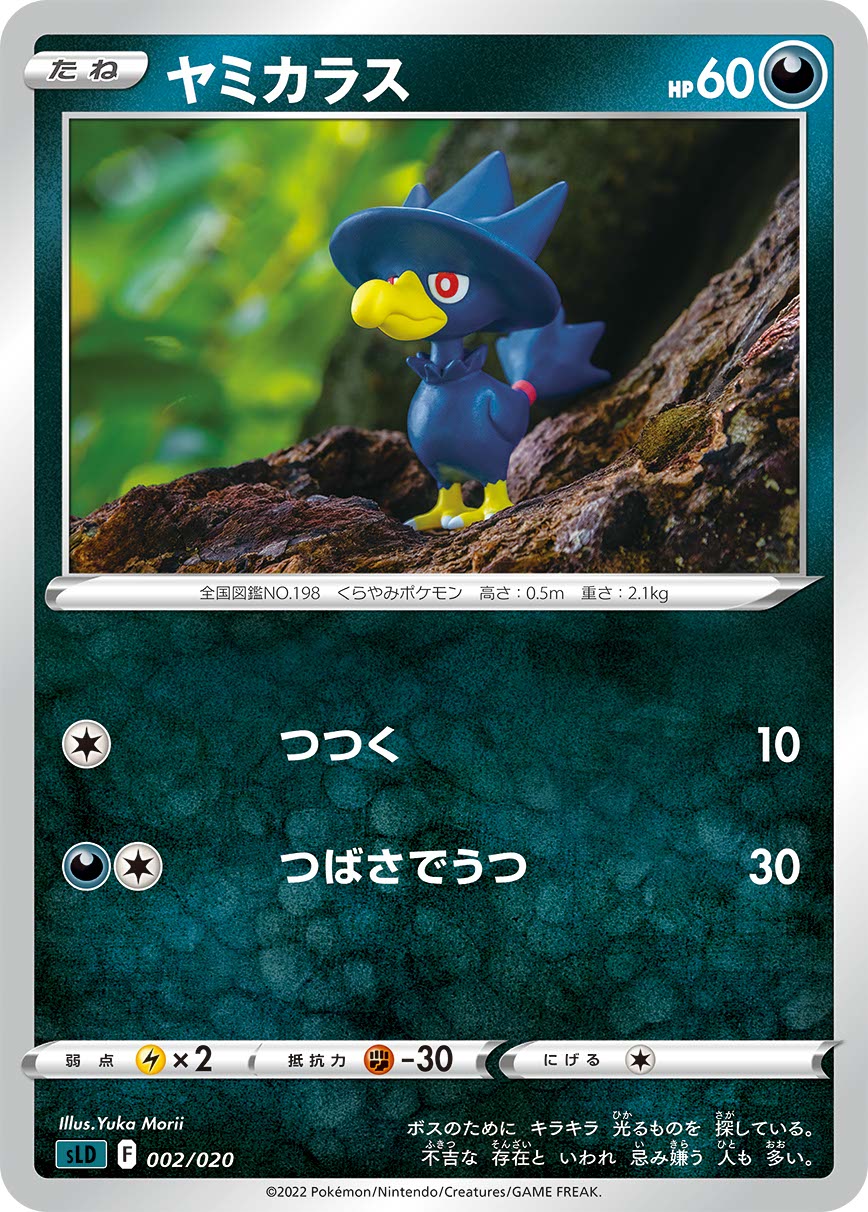 たね ヤミカラス HP60
全国図鑑NO.198 くらやみポケモン 高さ:0.5m 重さ:2.1kg
つつく 10
つばさでうつ 30
弱点 ×2 抵抗力 -30 にげる
Illus.Yuka Morii
sLD F 002/020
ボスのために キラキラ 光るものを 探している。
不吉な 存在と いわれ 忌み嫌う 人も 多い。
©2022 Pokémon/Nintendo/Creatures/GAME FREAK.